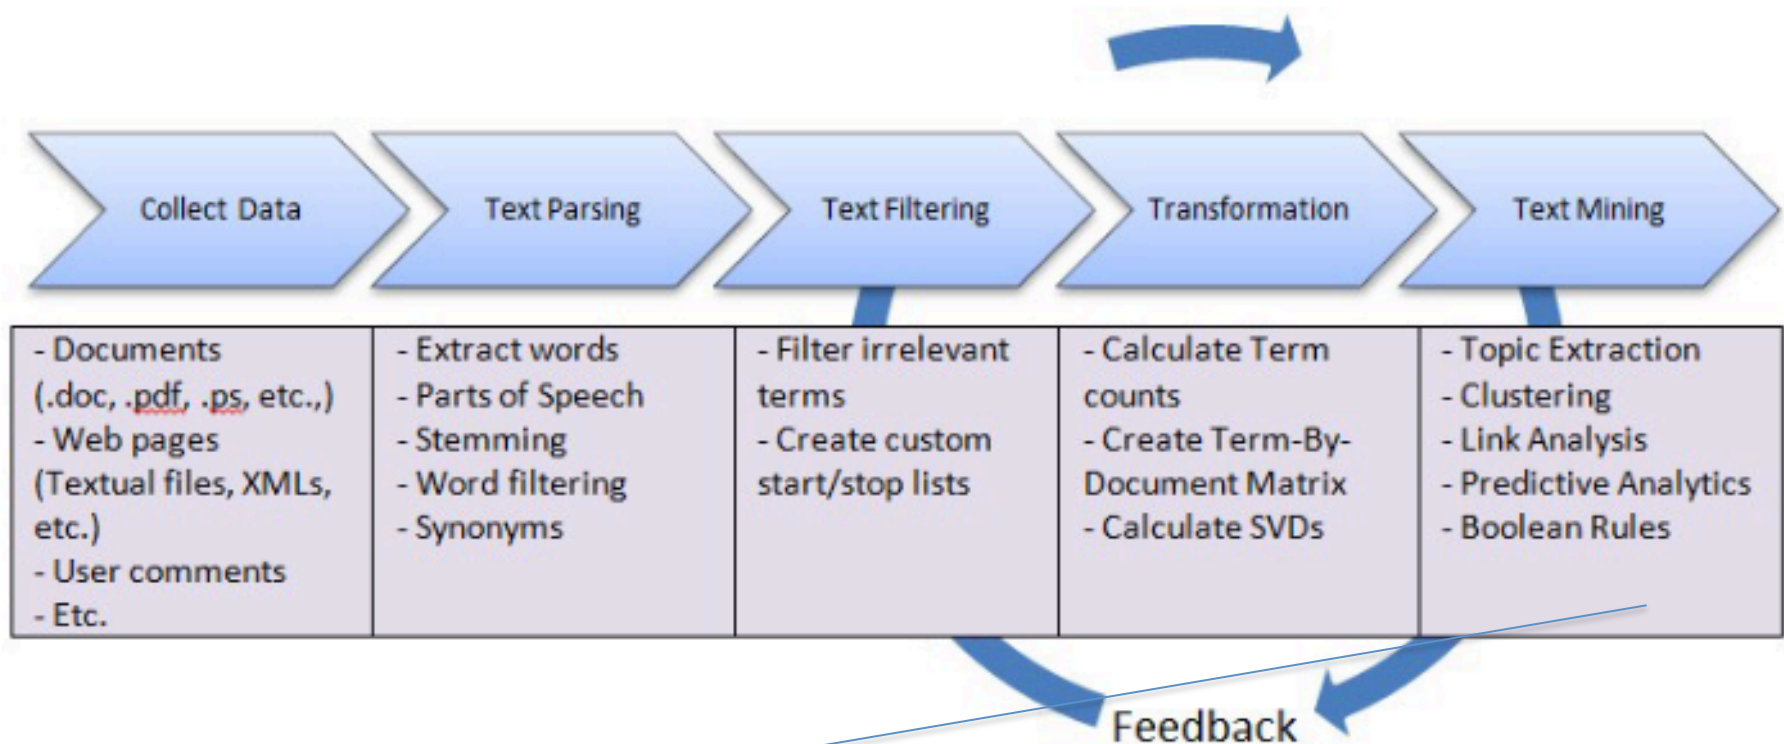 Collect Data
Text Parsing
Text Filtering
Transformation
Text Mining
- Documents
(.doc, .pdf, .ps, etc.,)
- Web pages
(Textual files, XMLs,
etc.)
- User comments
- Etc.
- Extract words
- Parts of Speech
- Stemming
- Word filtering
- Synonyms
- Filter irrelevant
terms
- Create custom
start/stop lists
- Calculate Term
counts
- Create Term-By-
Document Matrix
- Calculate SVDs
- Topic Extraction
- Clustering
- Link Analysis
- Predictive Analytics
- Boolean Rules
Feedback